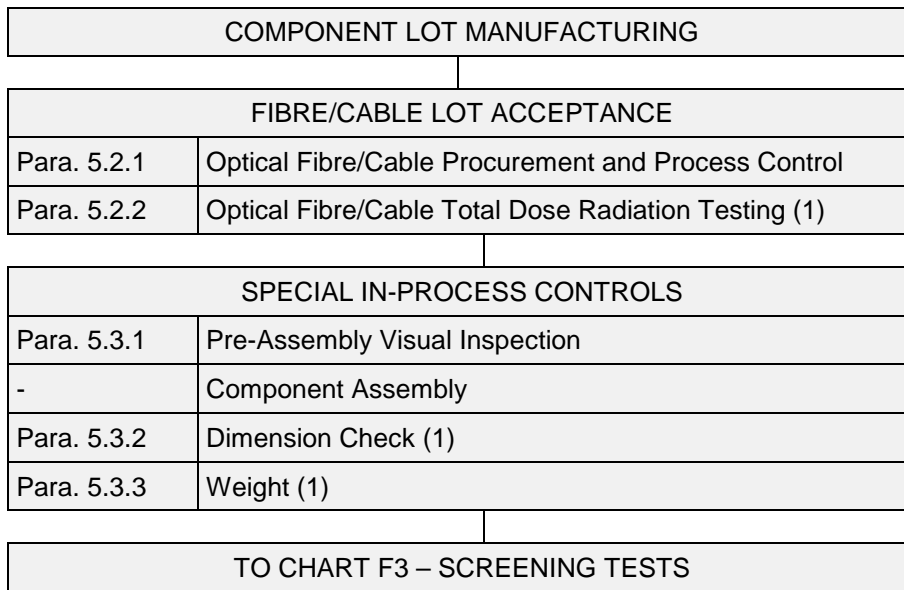 COMPONENT LOT MANUFACTURING
FIBRE/CABLE LOT ACCEPTANCE
Para. 5.2.1 Optical Fibre/Cable Procurement and Process Control
Para. 5.2.2 Optical Fibre/Cable Total Dose Radiation Testing (1)
SPECIAL IN-PROCESS CONTROLS
Para. 5.3.1 Pre-Assembly Visual Inspection
- Component Assembly
Para. 5.3.2 Dimension Check (1)
Para. 5.3.3 Weight (1)
TO CHART F3 – SCREENING TESTS